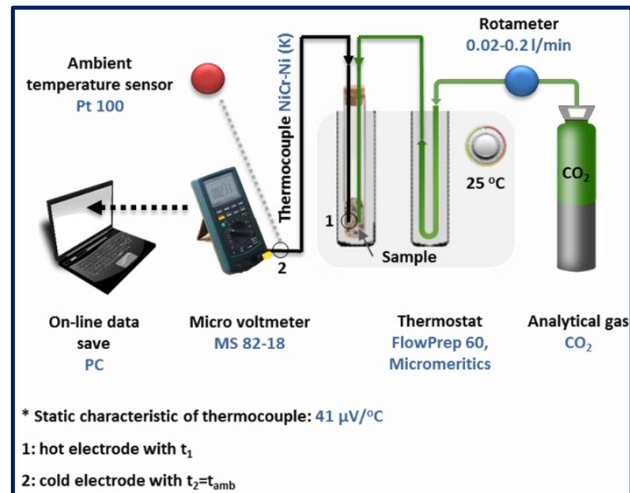 Rotameter
0.02-0.2 l/min
Ambient
temperature sensor
Pt 100
Thermocouple NiCr-Ni (K)
CO2
25 °C
1
2
Sample
On-line data
save
PC
Micro voltmeter
MS 82-18
Thermostat
FlowPrep 60,
Micromeritics
Analytical gas
CO2
* Static characteristic of thermocouple: 41 µV/°C
1: hot electrode with t1
2: cold electrode with t2=tamb